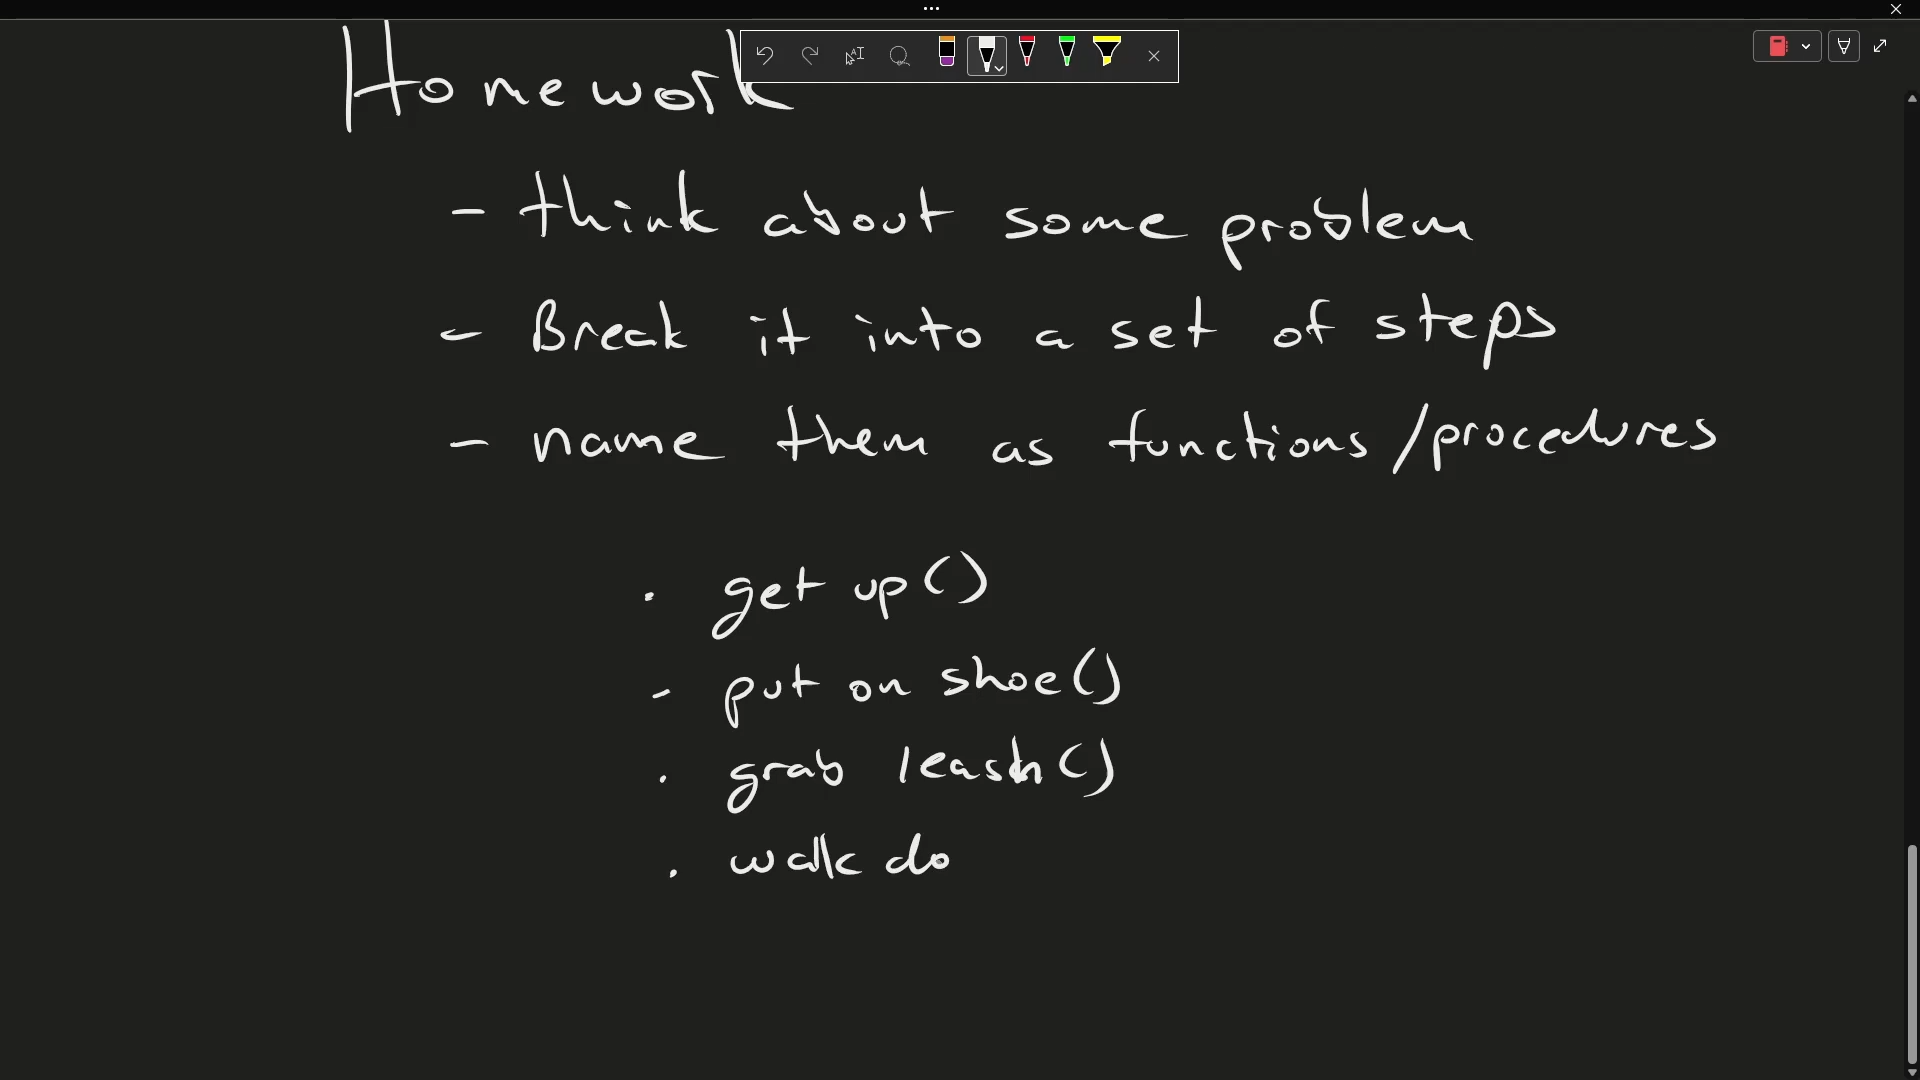 Homework
- think about some problem
- Break it into a set of steps
- name them as functions/procedures
· get up()
- put on shoe()
· grab leash()
· walk do